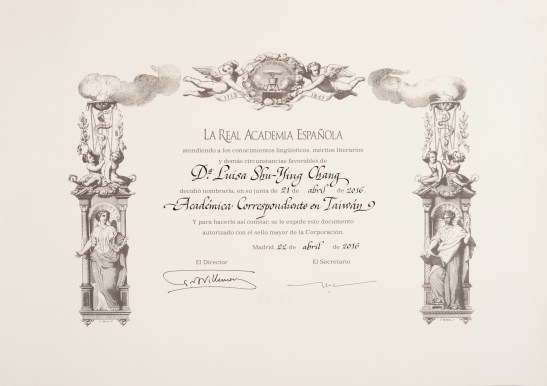 1713 1847
LA REAL ACADEMIA ESPAÑOLA
atendiendo a los conocimientos lingüísticos, méritos literarios
y demás circunstancias favorables de
D.ª Luisa Shu-Ying Chang
decidió nombrarla, en su junta de 21 de abril de 2016
Académica Correspondiente en Taiwán
Y para hacerlo así constar, se le expide este documento
autorizado con el sello mayor de la Corporación.
Madrid, 22 de abril de 2016
El Director El Secretario